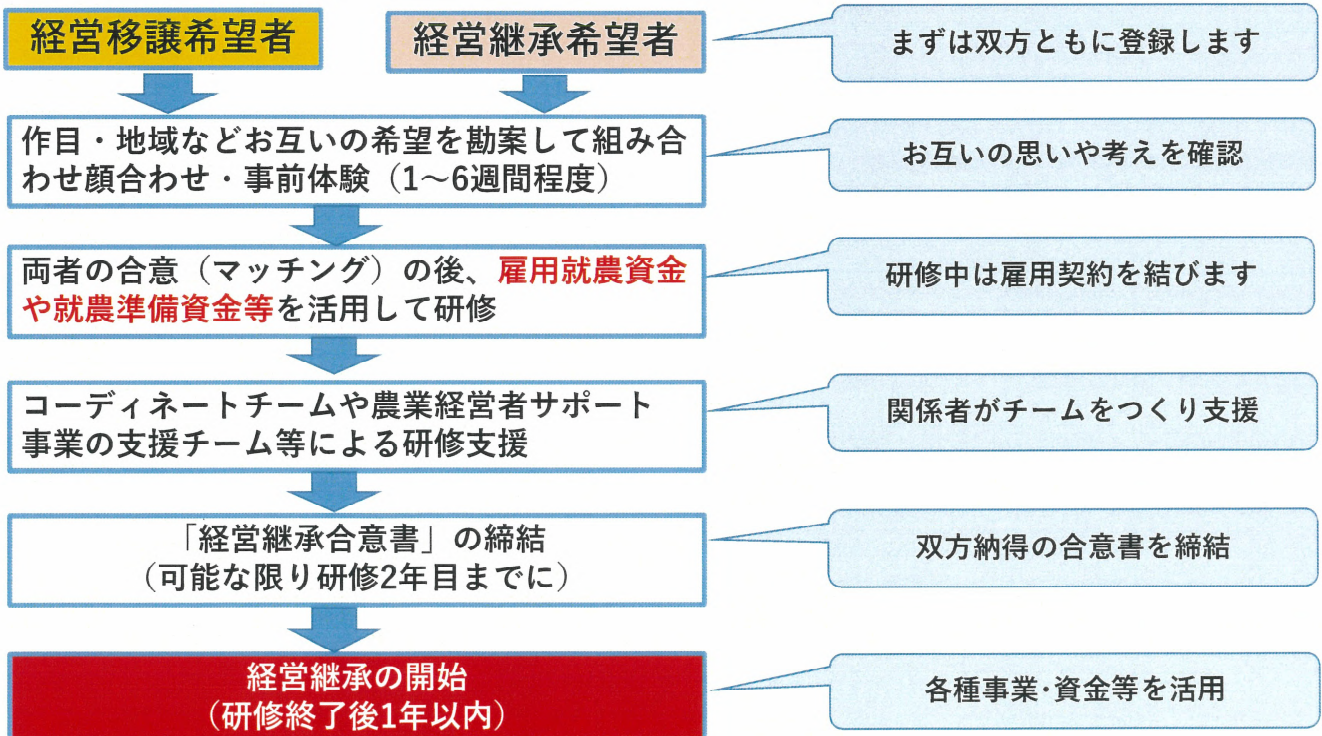 経営移譲希望者
経営継承希望者
まずは双方ともに登録します
作目・地域などお互いの希望を勘案して組み合
わせ顔合わせ・事前体験（1～6週間程度）
お互いの思いや考えを確認
両者の合意（マッチング）の後、雇用就農資金
や就農準備資金等を活用して研修
研修中は雇用契約を結びます
コーディネートチームや農業経営者サポート
事業の支援チーム等による研修支援
関係者がチームをつくり支援
「経営継承合意書」の締結
（可能な限り研修2年目までに）
双方納得の合意書を締結
経営継承の開始
（研修終了後1年以内）
各種事業･資金等を活用